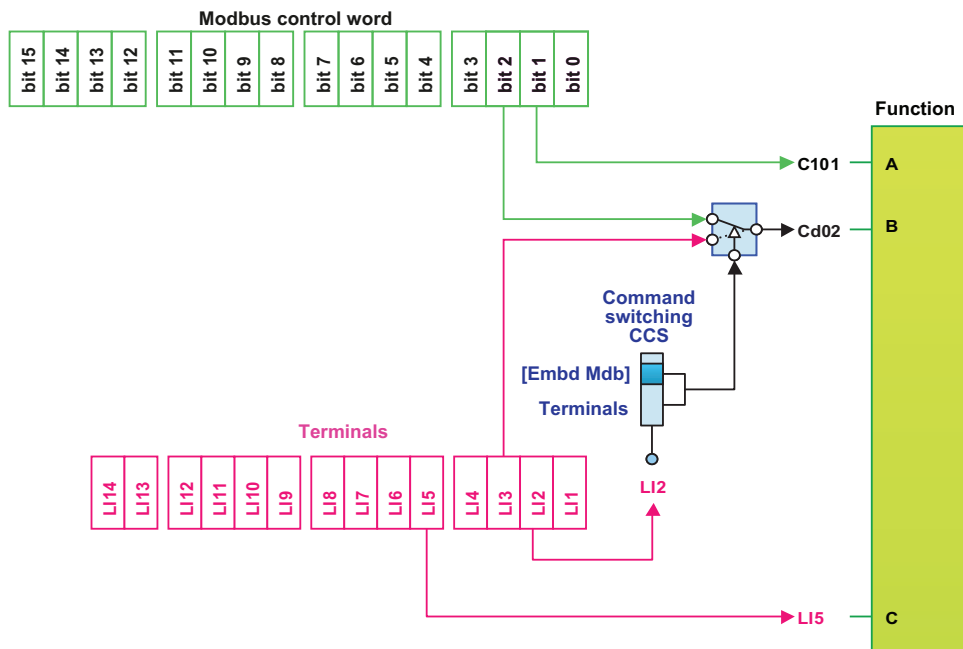 Modbus control word
bit 15 bit 14 bit 13 bit 12 bit 11 bit 10 bit 9 bit 8 bit 7 bit 6 bit 5 bit 4 bit 3 bit 2 bit 1 bit 0
Function
C101 A
Cd02 B
Command
switching
CCS
[Embd Mdb]
Terminals
Terminals
LI14 LI13 LI12 LI11 LI10 LI9 LI8 LI7 LI6 LI5 LI4 LI3 LI2 LI1
LI2
LI5 C